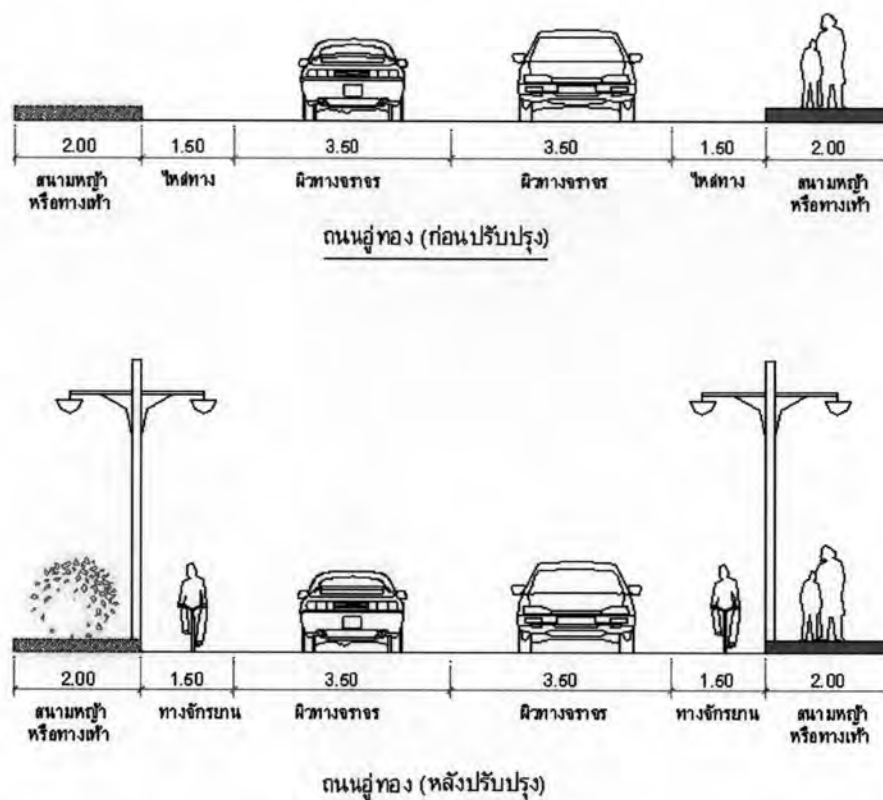 2.00 1.60 3.60 3.60 1.60 2.00
สนามหญ้า ไหล่ทาง ผิวทางจราจร ผิวทางจราจร ไหล่ทาง สนามหญ้า
หรือทางเท้า หรือทางเท้า
ถนนอู่ทอง (ก่อนปรับปรุง)
2.00 1.60 3.60 3.60 1.60 2.00
สนามหญ้า ทางจักรยาน ผิวทางจราจร ผิวทางจราจร ทางจักรยาน สนามหญ้า
หรือทางเท้า หรือทางเท้า
ถนนอู่ทอง (หลังปรับปรุง)